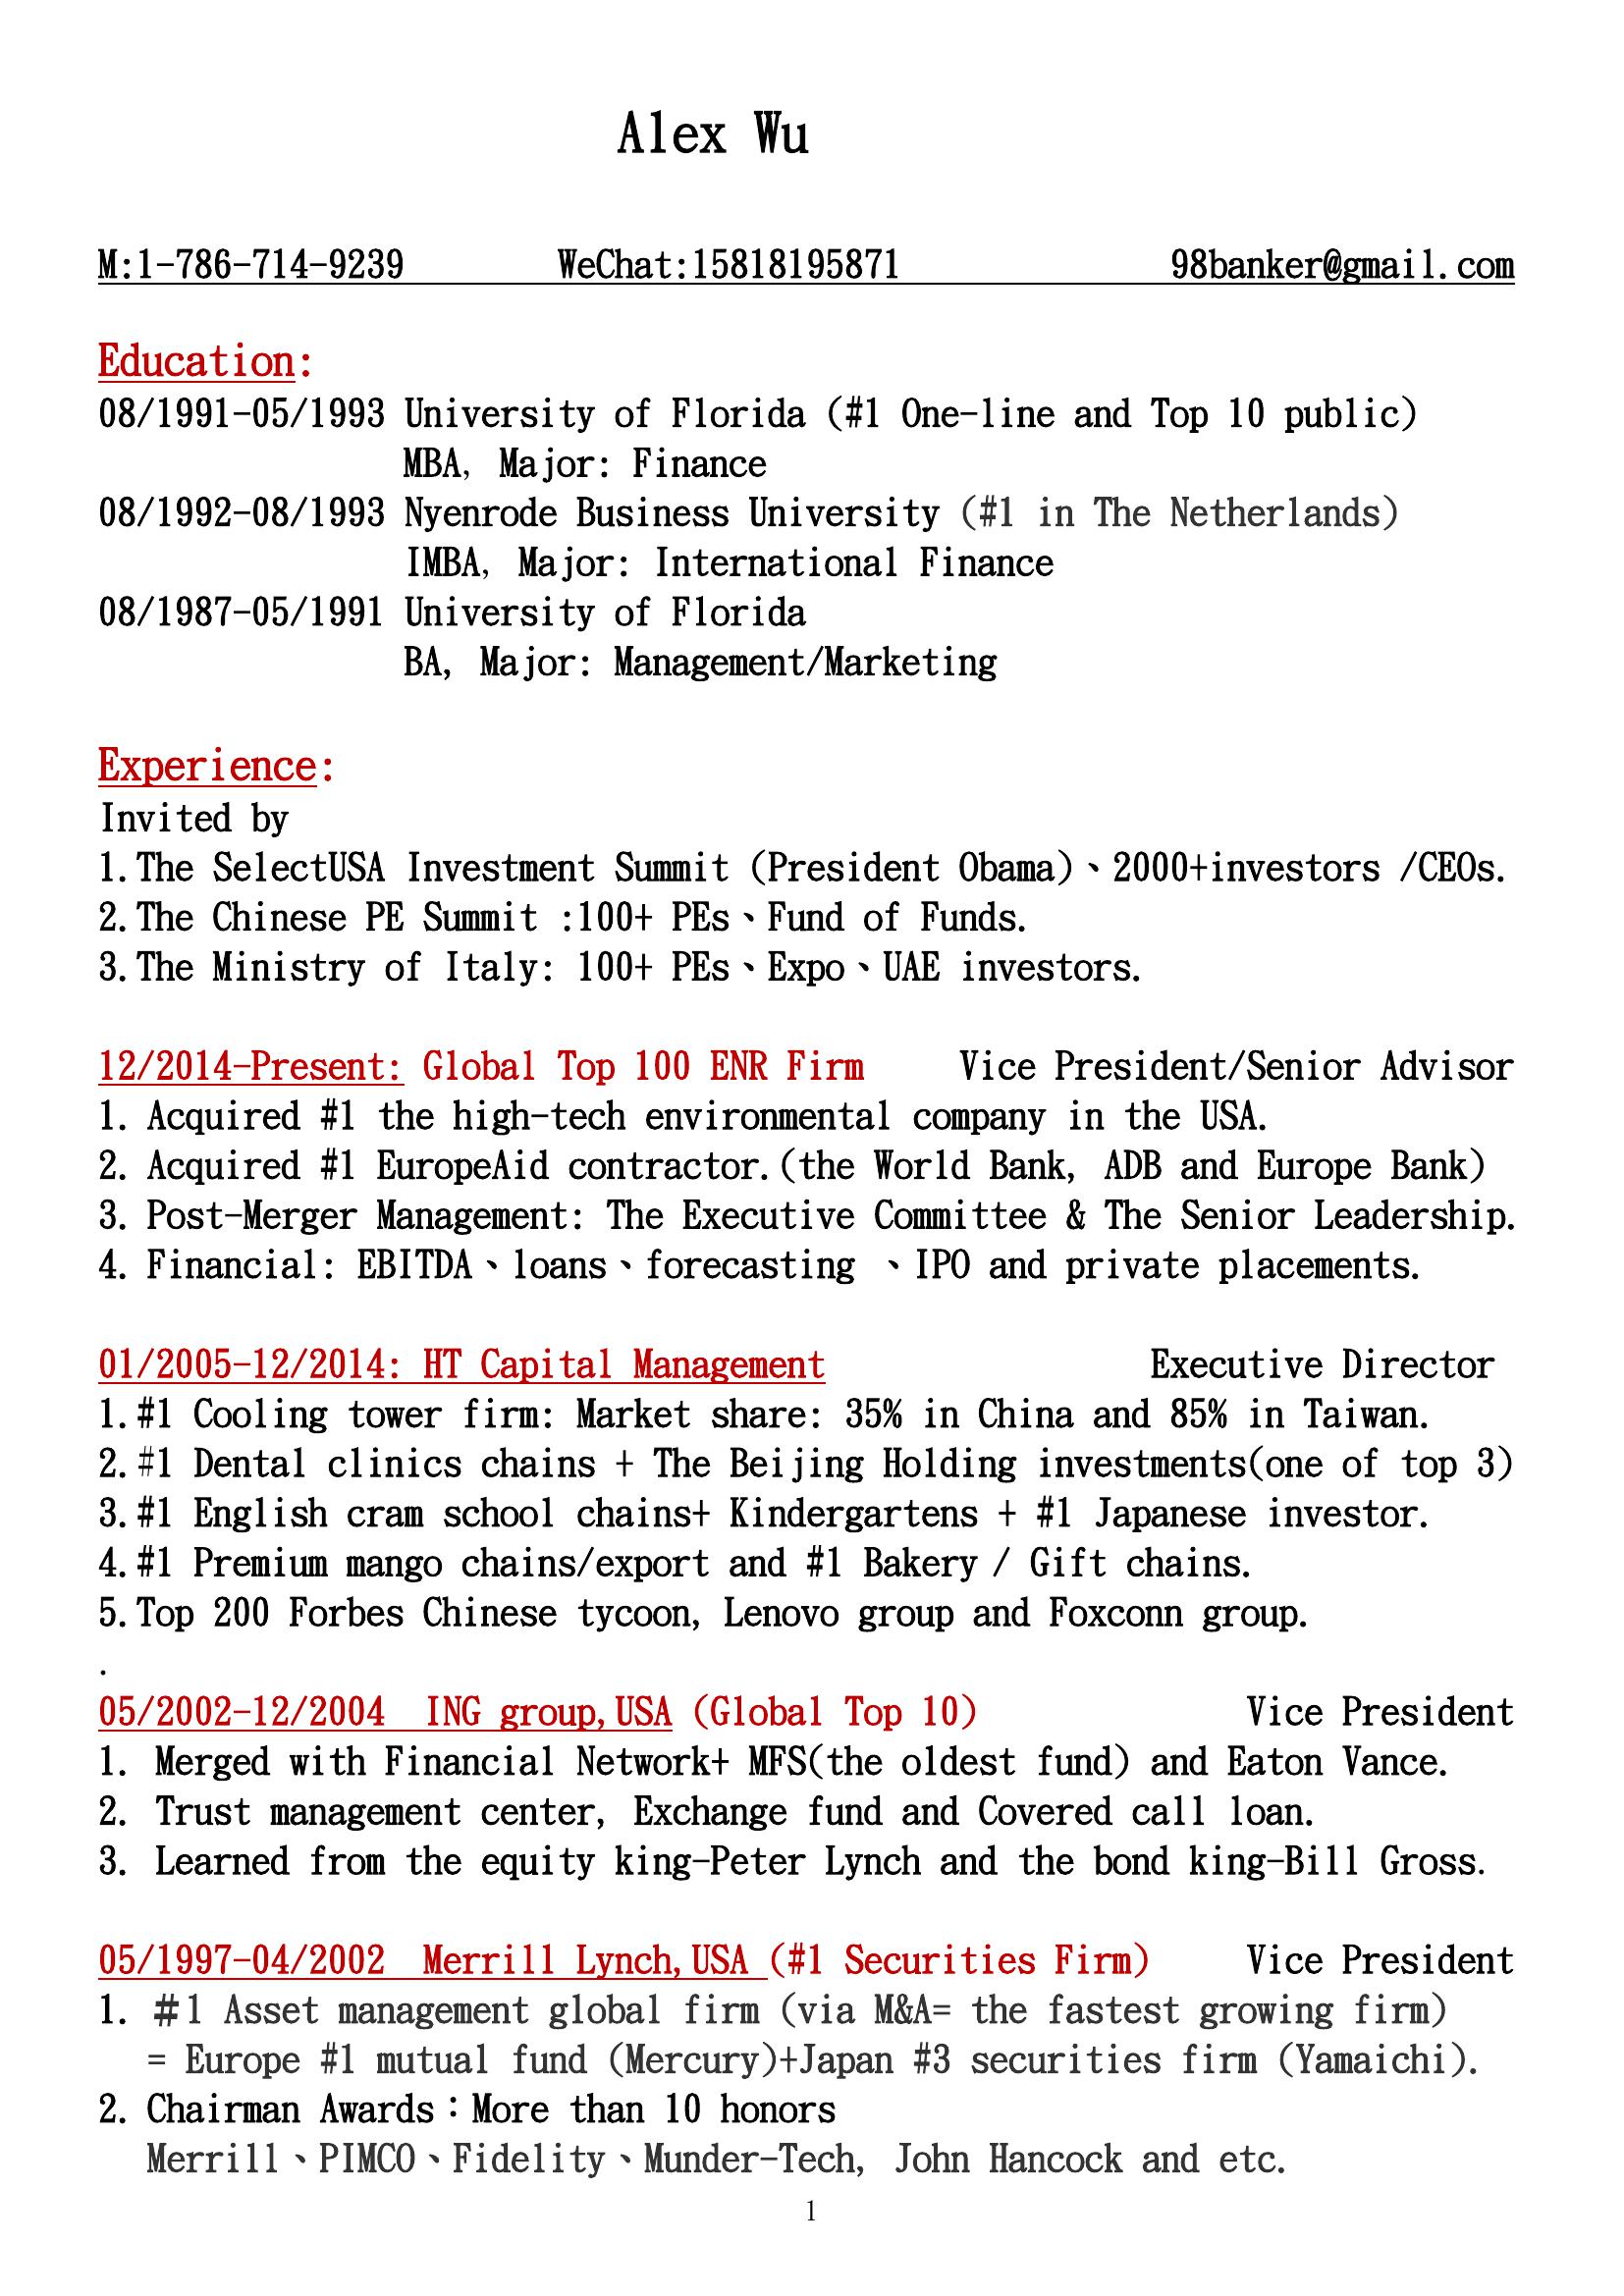 Alex Wu
M:1-786-714-9239 WeChat:15818195871 98banker@gmail.com
Education:
08/1991-05/1993 University of Florida (#1 One-line and Top 10 public)
MBA, Major: Finance
08/1992-08/1993 Nyenrode Business University (#1 in The Netherlands)
IMBA, Major: International Finance
08/1987-05/1991 University of Florida
BA, Major: Management/Marketing
Experience:
Invited by
1.The SelectUSA Investment Summit (President Obama)、2000+investors /CEOs.
2.The Chinese PE Summit :100+ PEs、Fund of Funds.
3.The Ministry of Italy: 100+ PEs、Expo、UAE investors.
12/2014-Present: Global Top 100 ENR Firm Vice President/Senior Advisor
1. Acquired #1 the high-tech environmental company in the USA.
2. Acquired #1 EuropeAid contractor.(the World Bank, ADB and Europe Bank)
3. Post-Merger Management: The Executive Committee & The Senior Leadership.
4. Financial: EBITDA、loans、forecasting 、IPO and private placements.
01/2005-12/2014: HT Capital Management Executive Director
1.#1 Cooling tower firm: Market share: 35% in China and 85% in Taiwan.
2.#1 Dental clinics chains + The Beijing Holding investments(one of top 3)
3.#1 English cram school chains+ Kindergartens + #1 Japanese investor.
4.#1 Premium mango chains/export and #1 Bakery / Gift chains.
5.Top 200 Forbes Chinese tycoon, Lenovo group and Foxconn group.
.
05/2002-12/2004 ING group,USA (Global Top 10) Vice President
1. Merged with Financial Network+ MFS(the oldest fund) and Eaton Vance.
2. Trust management center, Exchange fund and Covered call loan.
3. Learned from the equity king-Peter Lynch and the bond king-Bill Gross.
05/1997-04/2002 Merrill Lynch,USA (#1 Securities Firm) Vice President
1. ＃1 Asset management global firm (via M&A= the fastest growing firm)
= Europe #1 mutual fund (Mercury)+Japan #3 securities firm (Yamaichi).
2. Chairman Awards：More than 10 honors
Merrill、PIMCO、Fidelity、Munder-Tech, John Hancock and etc.
1